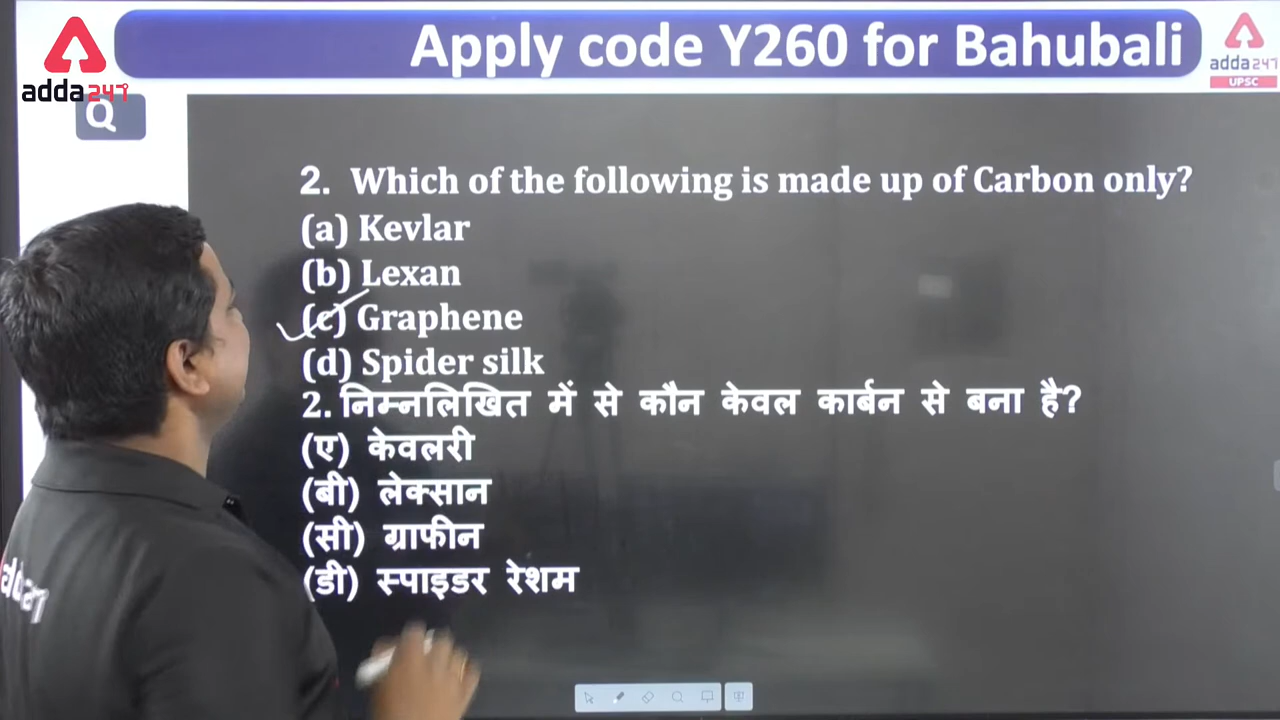 Apply code Y260 for Bahubali
adda247
adda247
UPSC
Q
2. Which of the following is made up of Carbon only?
(a) Kevlar
(b) Lexan
(c) Graphene
(d) Spider silk
2. निम्नलिखित में से कौन केवल कार्बन से बना है?
(ए) केवलरी
(बी) लेक्सान
(सी) ग्राफीन
(डी) स्पाइडर रेशम